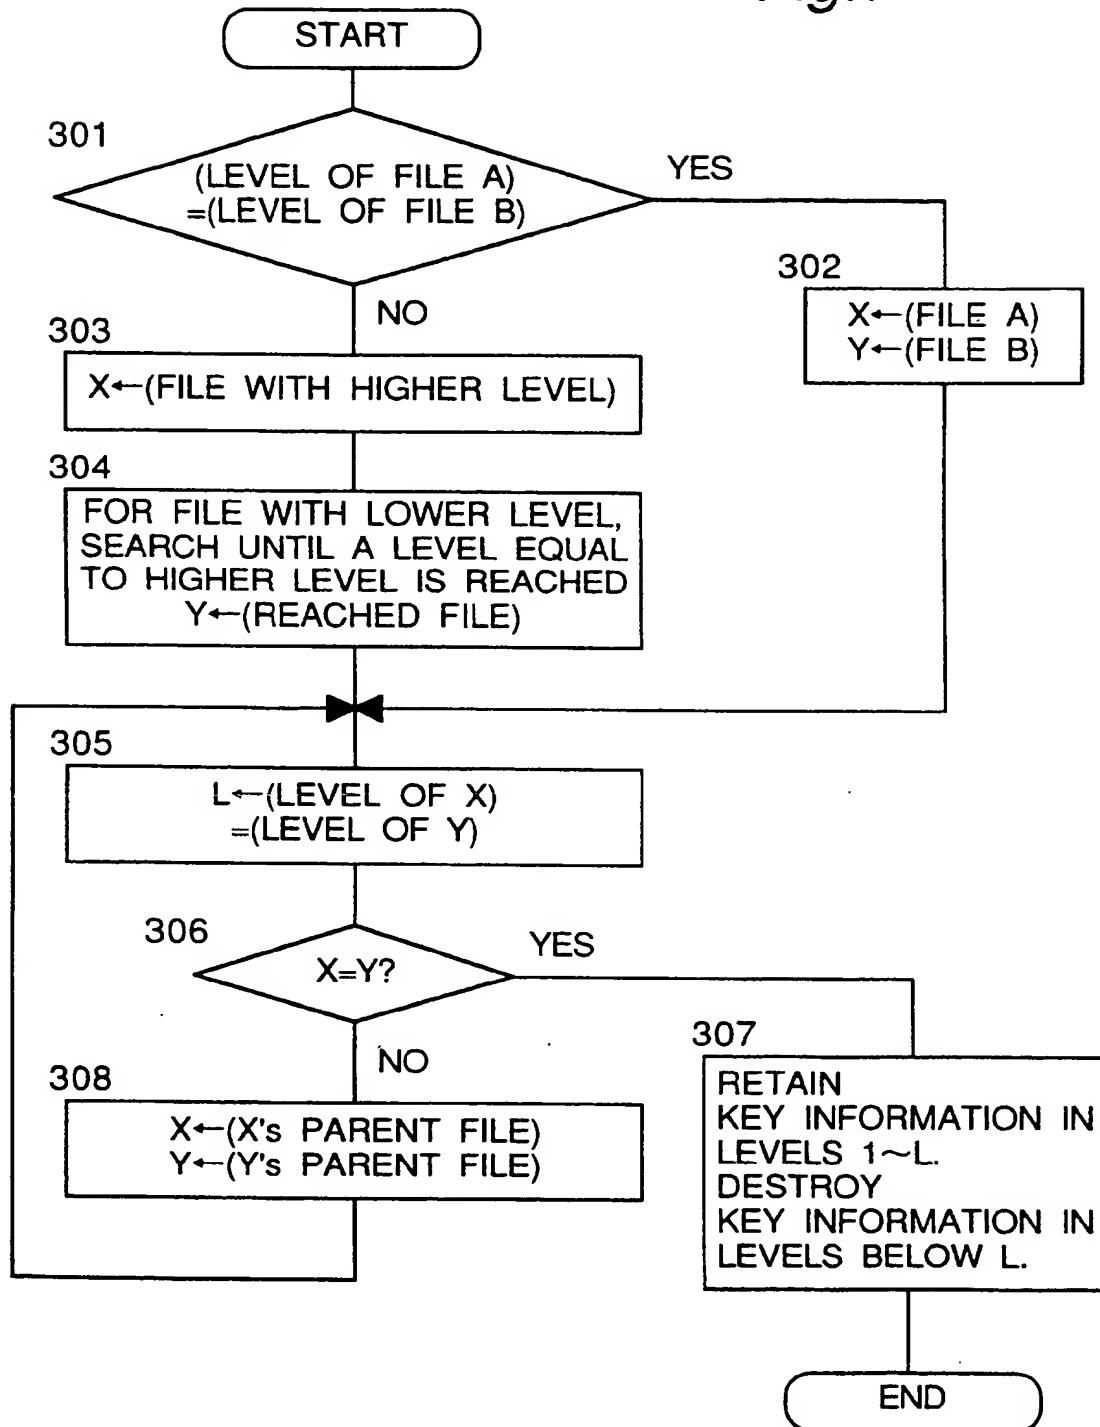 START
301
(LEVEL OF FILE A)
=(LEVEL OF FILE B)
YES
302
X←(FILE A)
Y←(FILE B)
NO
303
X←(FILE WITH HIGHER LEVEL)
304
FOR FILE WITH LOWER LEVEL,
SEARCH UNTIL A LEVEL EQUAL
TO HIGHER LEVEL IS REACHED
Y←(REACHED FILE)
305
L←(LEVEL OF X)
=(LEVEL OF Y)
306
X=Y?
YES
307
RETAIN
KEY INFORMATION IN
LEVELS 1~L.
DESTROY
KEY INFORMATION IN
LEVELS BELOW L.
NO
308
X←(X's PARENT FILE)
Y←(Y's PARENT FILE)
END